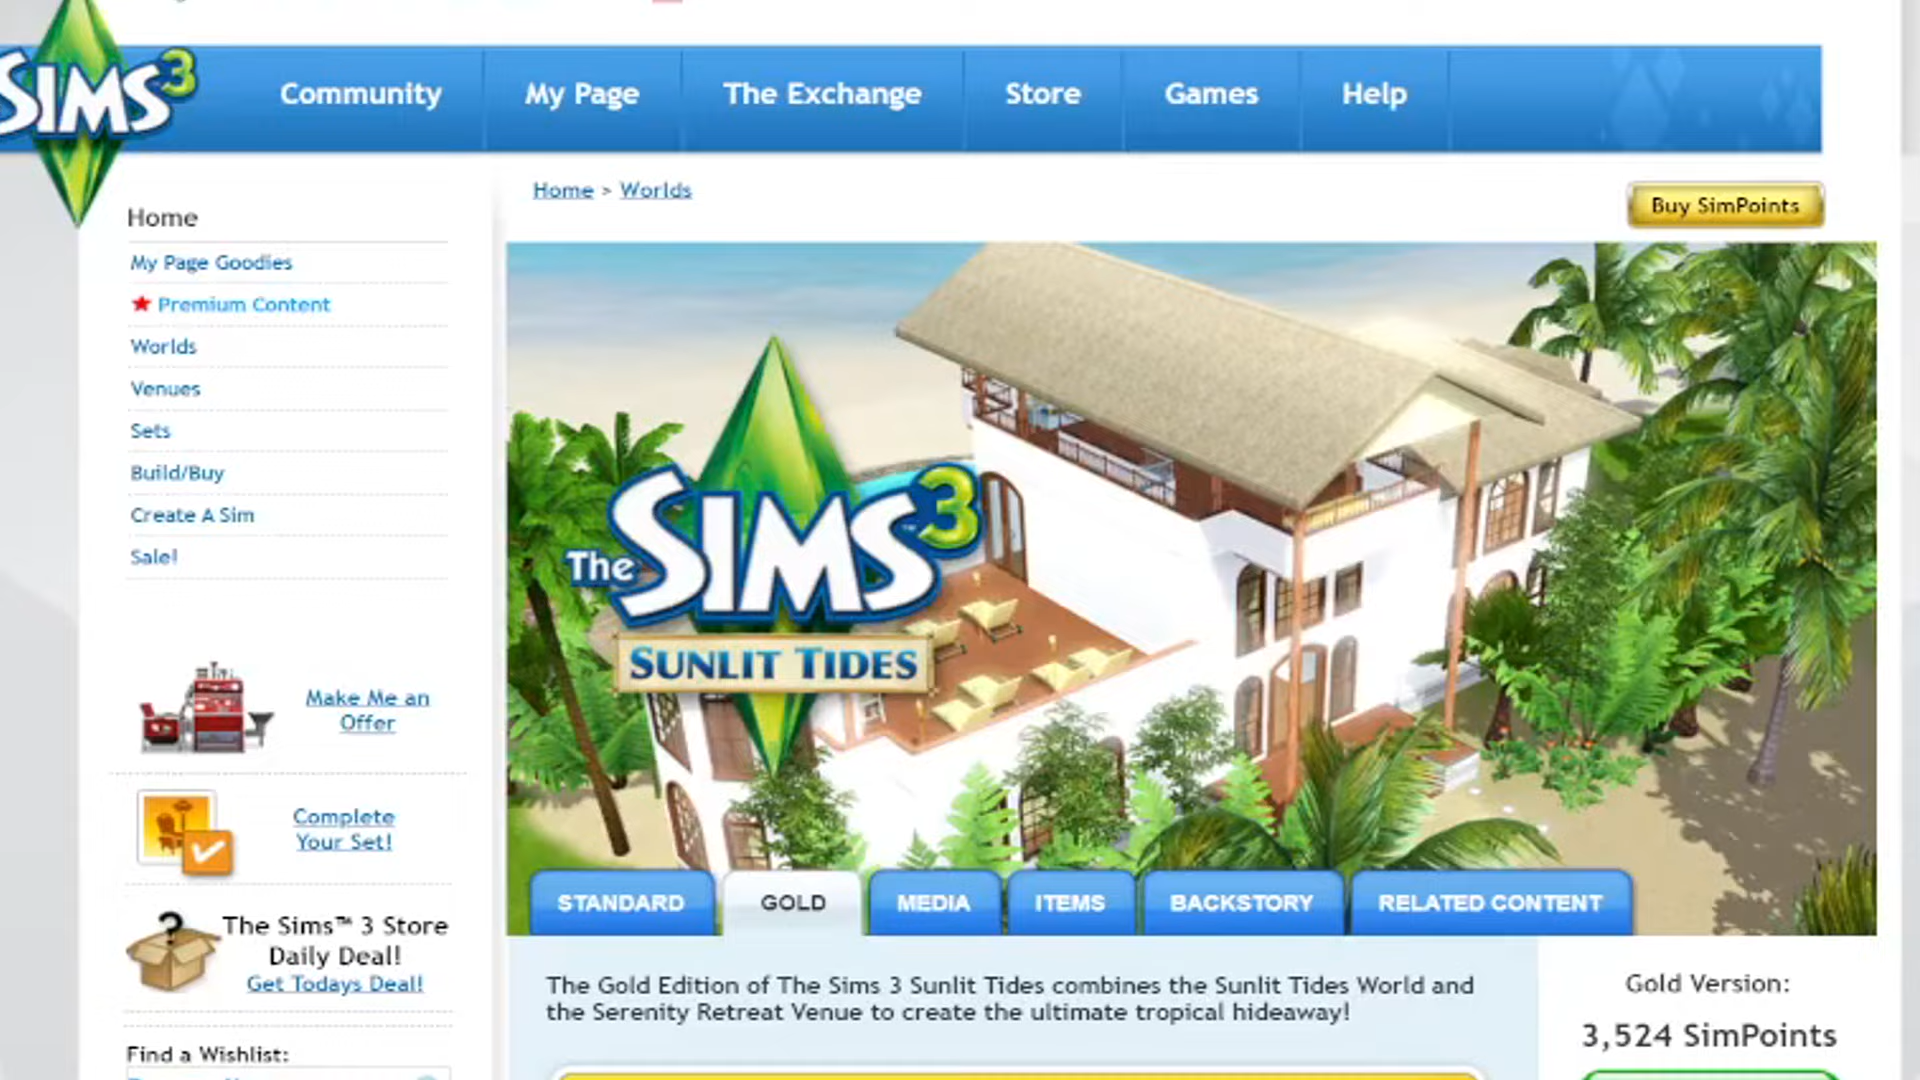 SIMS 3
Community
My Page
The Exchange
Store
Games
Help
Home > Worlds
Buy SimPoints
Home
My Page Goodies
Premium Content
Worlds
Venues
Sets
Build/Buy
Create A Sim
Sale!
Make Me an
Offer
Complete
Your Set!
The Sims™ 3 Store
Daily Deal!
Get Todays Deal!
Find a Wishlist:
The SIMS™ 3
SUNLIT TIDES
STANDARD
GOLD
MEDIA
ITEMS
BACKSTORY
RELATED CONTENT
The Gold Edition of The Sims 3 Sunlit Tides combines the Sunlit Tides World and
the Serenity Retreat Venue to create the ultimate tropical hideaway!
Gold Version:
3,524 SimPoints